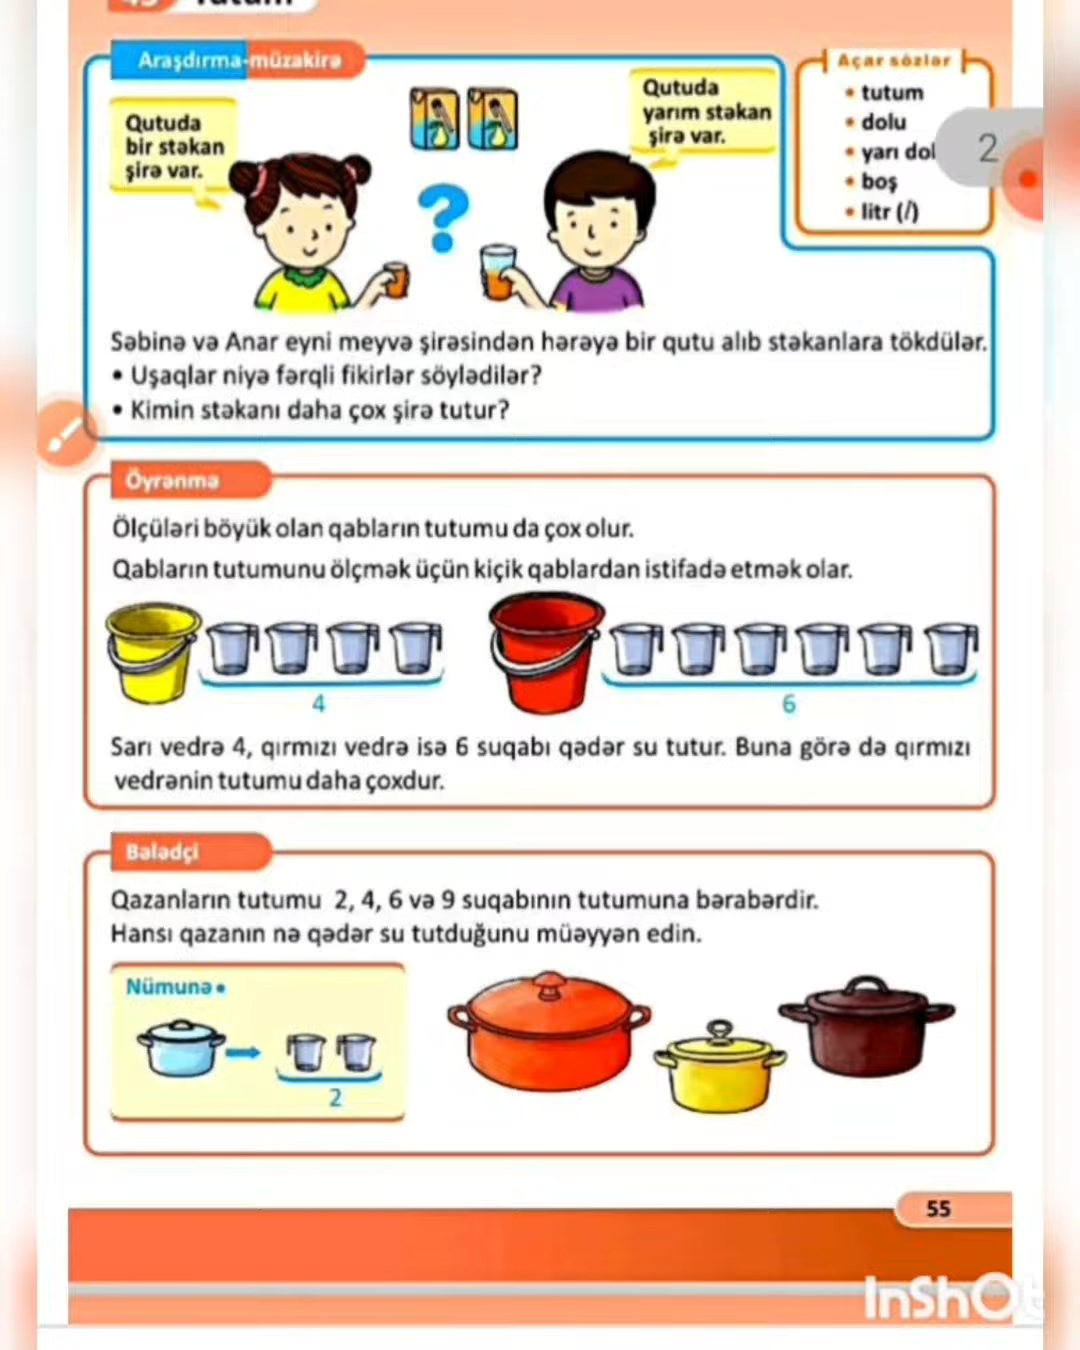 Tutum
Araşdırma-müzakirə
Açar sözlər
Qutuda
bir stəkan
şirə var.
Qutuda
yarım stəkan
şirə var.
• tutum
• dolu
• yarı dol
• boş
• litr (l)
2
?
Səbinə və Anar eyni meyvə şirəsindən hərəyə bir qutu alıb stəkanlara tökdülər.
• Uşaqlar niyə fərqli fikirlər söylədilər?
• Kimin stəkanı daha çox şirə tutur?
Öyrənmə
Ölçüləri böyük olan qabların tutumu da çox olur.
Qabların tutumunu ölçmək üçün kiçik qablardan istifadə etmək olar.
4
6
Sarı vedrə 4, qırmızı vedrə isə 6 suqabı qədər su tutur. Buna görə də qırmızı
vedrənin tutumu daha çoxdur.
Bələdçi
Qazanların tutumu 2, 4, 6 və 9 suqabının tutumuna bərabərdir.
Hansı qazanın nə qədər su tutduğunu müəyyən edin.
Nümunə •
2
55
InShOt